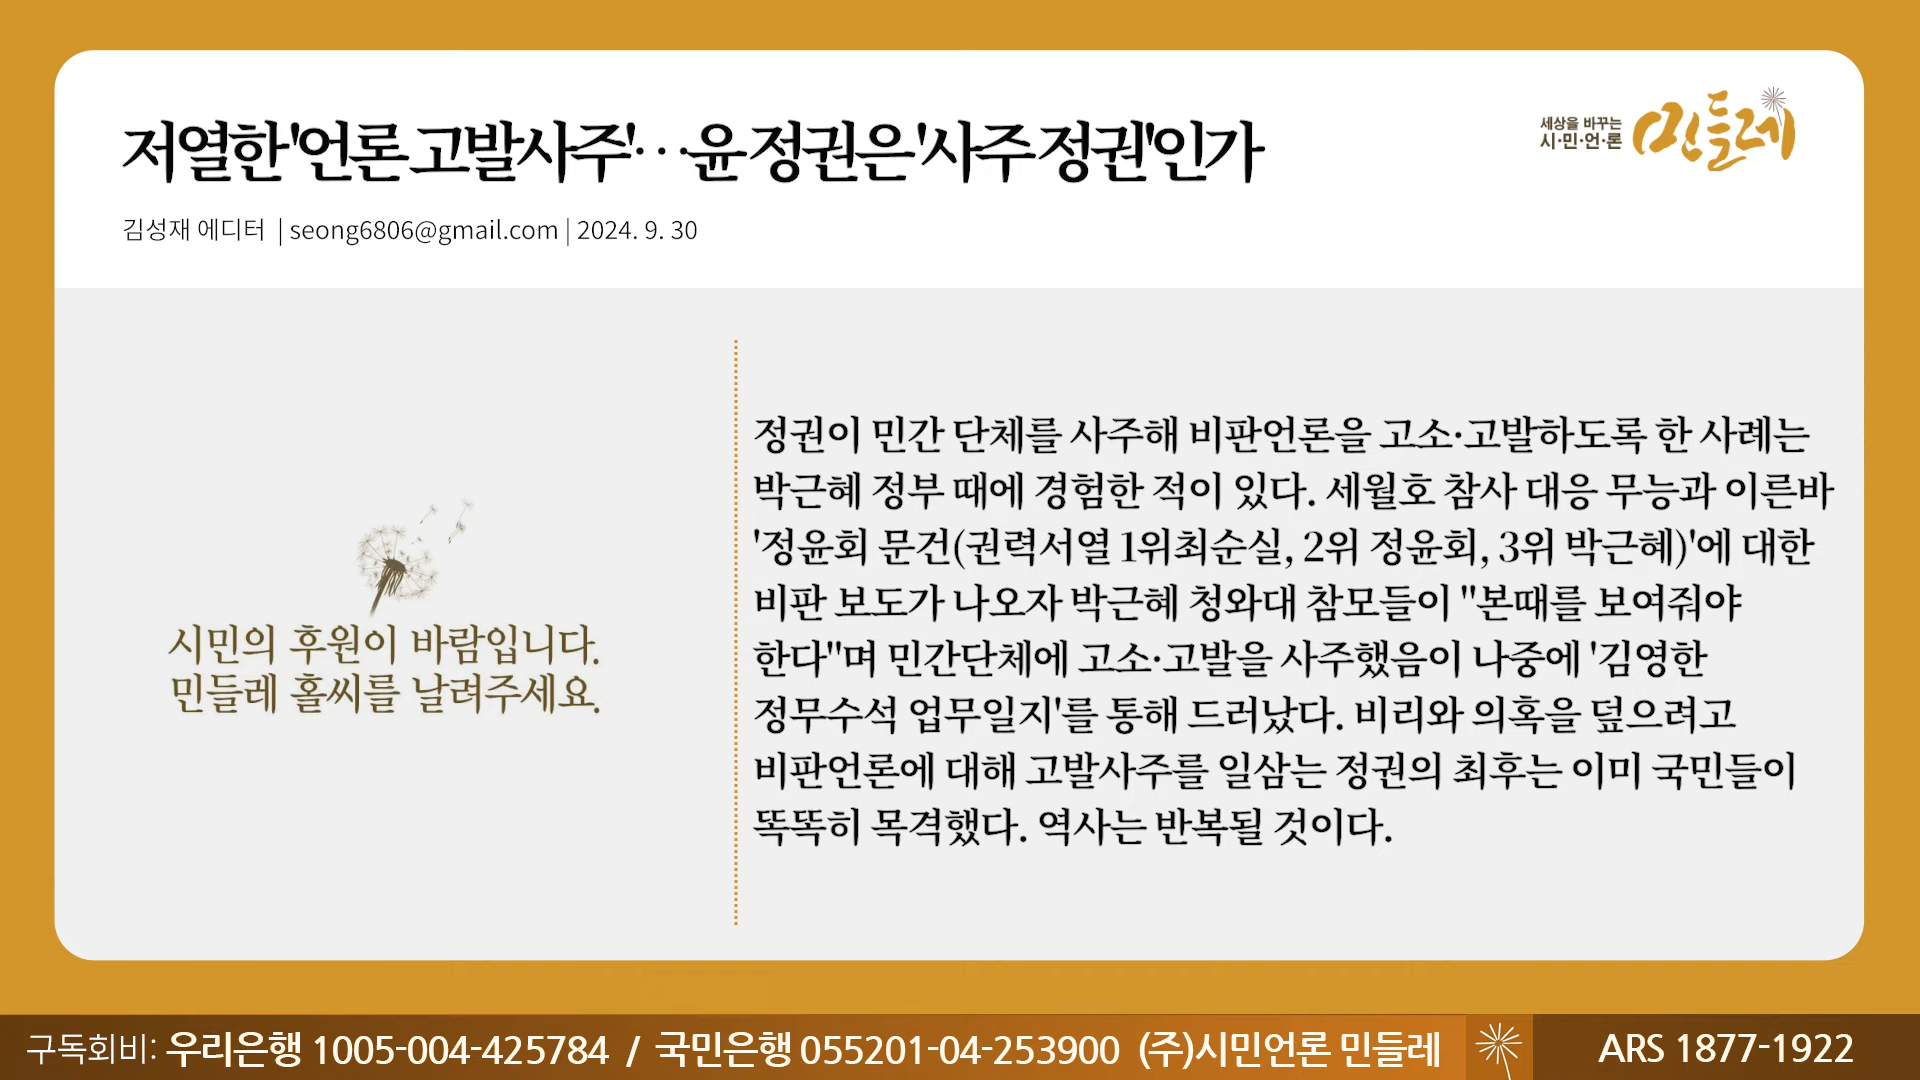 저열한 '언론 고발사주'…윤 정권은 '사주 정권'인가
세상을 바꾸는
시·민·언·론
민들레
김성재 에디터 | seong6806@gmail.com | 2024. 9. 30
시민의 후원이 바람입니다.
민들레 홀씨를 날려주세요.
정권이 민간 단체를 사주해 비판언론을 고소·고발하도록 한 사례는
박근혜 정부 때에 경험한 적이 있다. 세월호 참사 대응 무능과 이른바
'정윤회 문건(권력서열 1위최순실, 2위 정윤회, 3위 박근혜)'에 대한
비판 보도가 나오자 박근혜 청와대 참모들이 "본때를 보여줘야
한다"며 민간단체에 고소·고발을 사주했음이 나중에 '김영한
정무수석 업무일지'를 통해 드러났다. 비리와 의혹을 덮으려고
비판언론에 대해 고발사주를 일삼는 정권의 최후는 이미 국민들이
똑똑히 목격했다. 역사는 반복될 것이다.
구독회비: 우리은행 1005-004-425784 / 국민은행 055201-04-253900 (주)시민언론 민들레
ARS 1877-1922